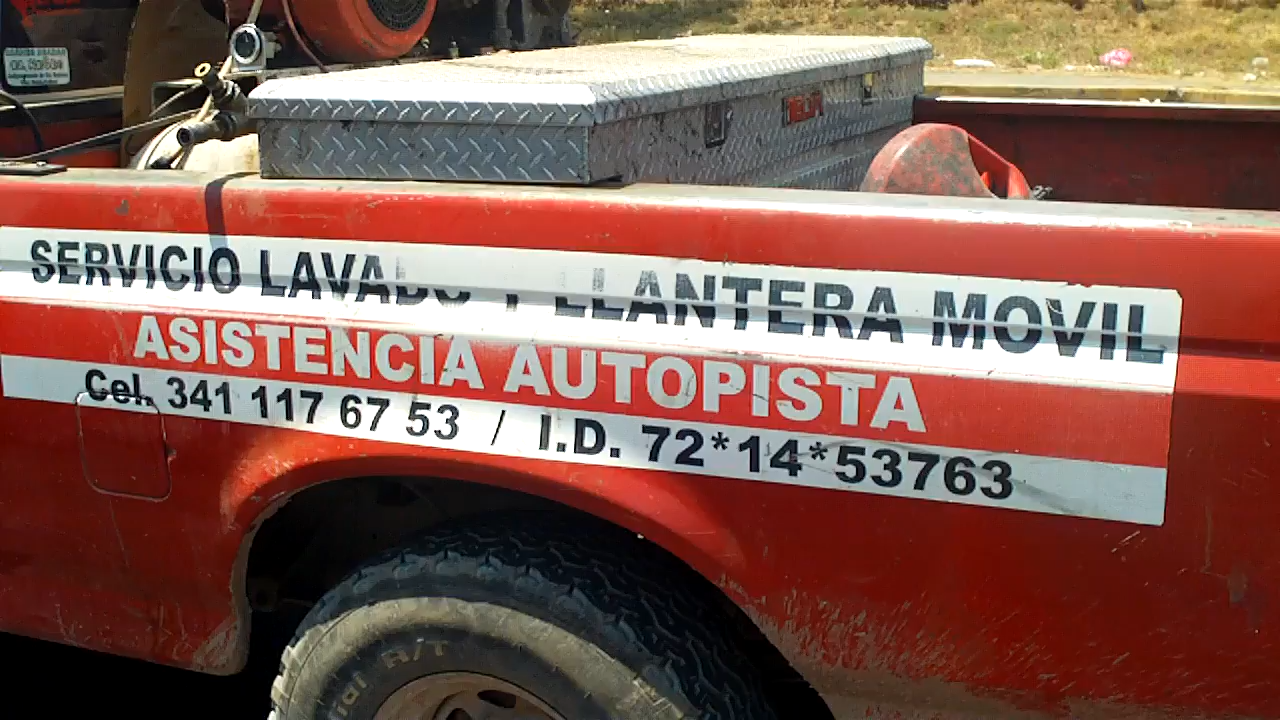 SERVICIO LAVADO Y LLANTERA MOVIL
ASISTENCIA AUTOPISTA
Cel. 341 117 67 53 / I.D. 72*14*53763
R/T